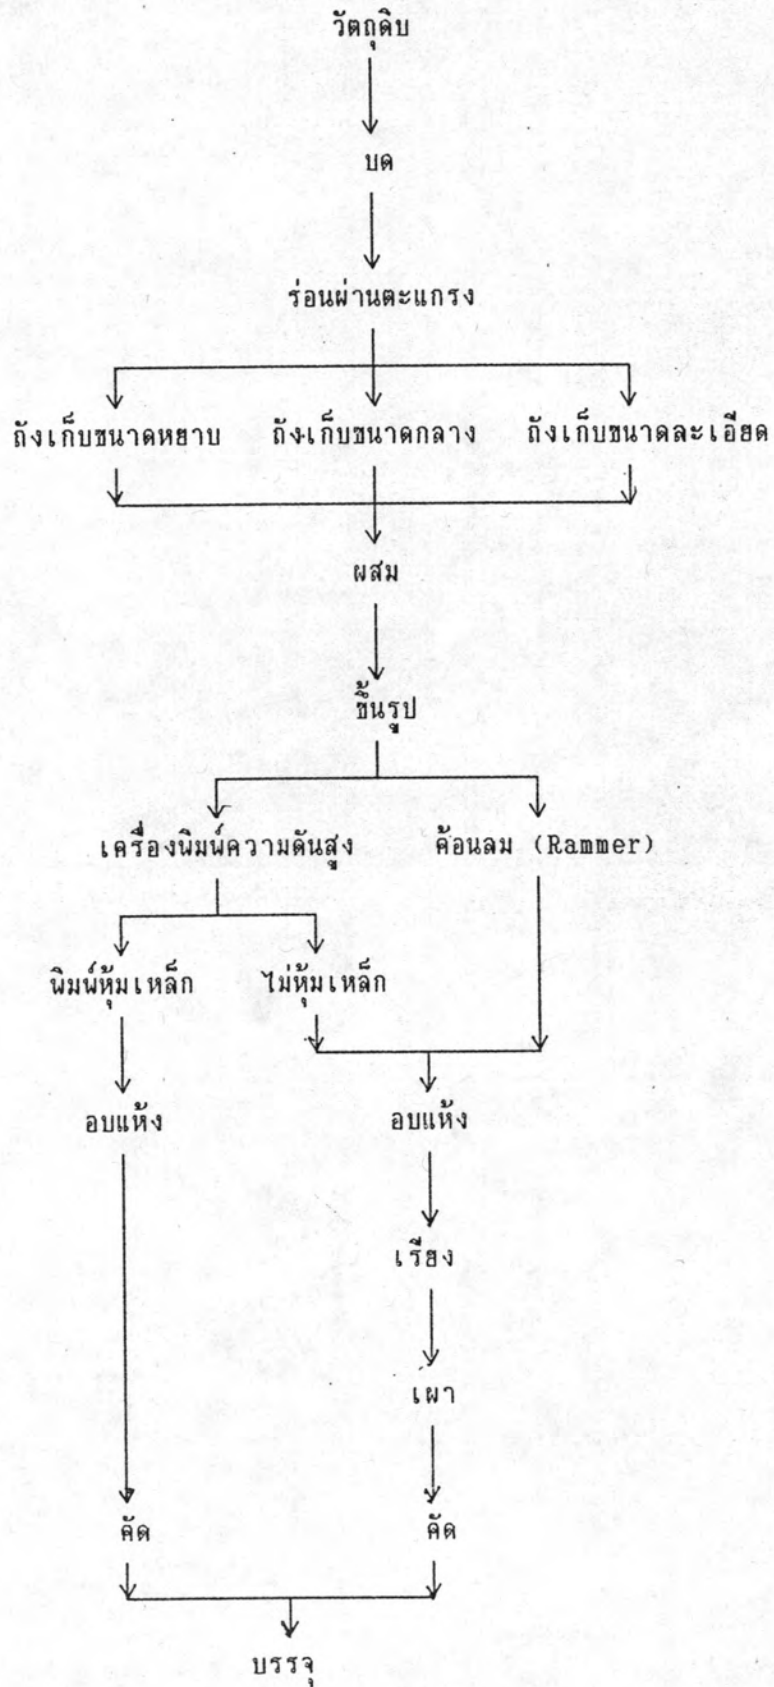 วัตถุดิบ
บด
ร่อนผ่านตะแกรง
ถังเก็บขนาดหยาบ ถังเก็บขนาดกลาง ถังเก็บขนาดละเอียด
ผสม
ขึ้นรูป
เครื่องพิมพ์ความดันสูง ค้อนลม (Rammer)
พิมพ์หุ้มเหล็ก ไม่หุ้มเหล็ก
อบแห้ง อบแห้ง
เรียง
เผา
คัด คัด
บรรจุ